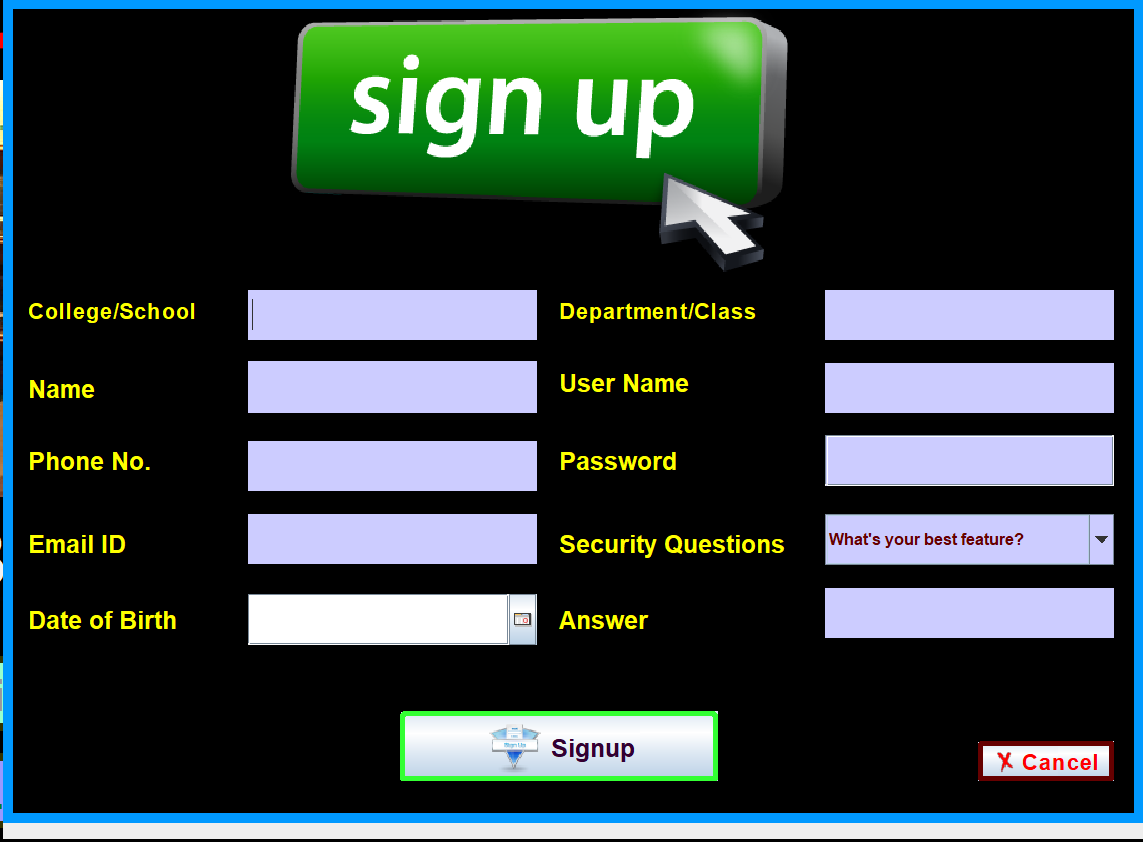 sign up
College/School
Department/Class
Name
User Name
Phone No.
Password
Email ID
Security Questions
What's your best feature?
Date of Birth
Answer
Sign Up
Signup
X Cancel